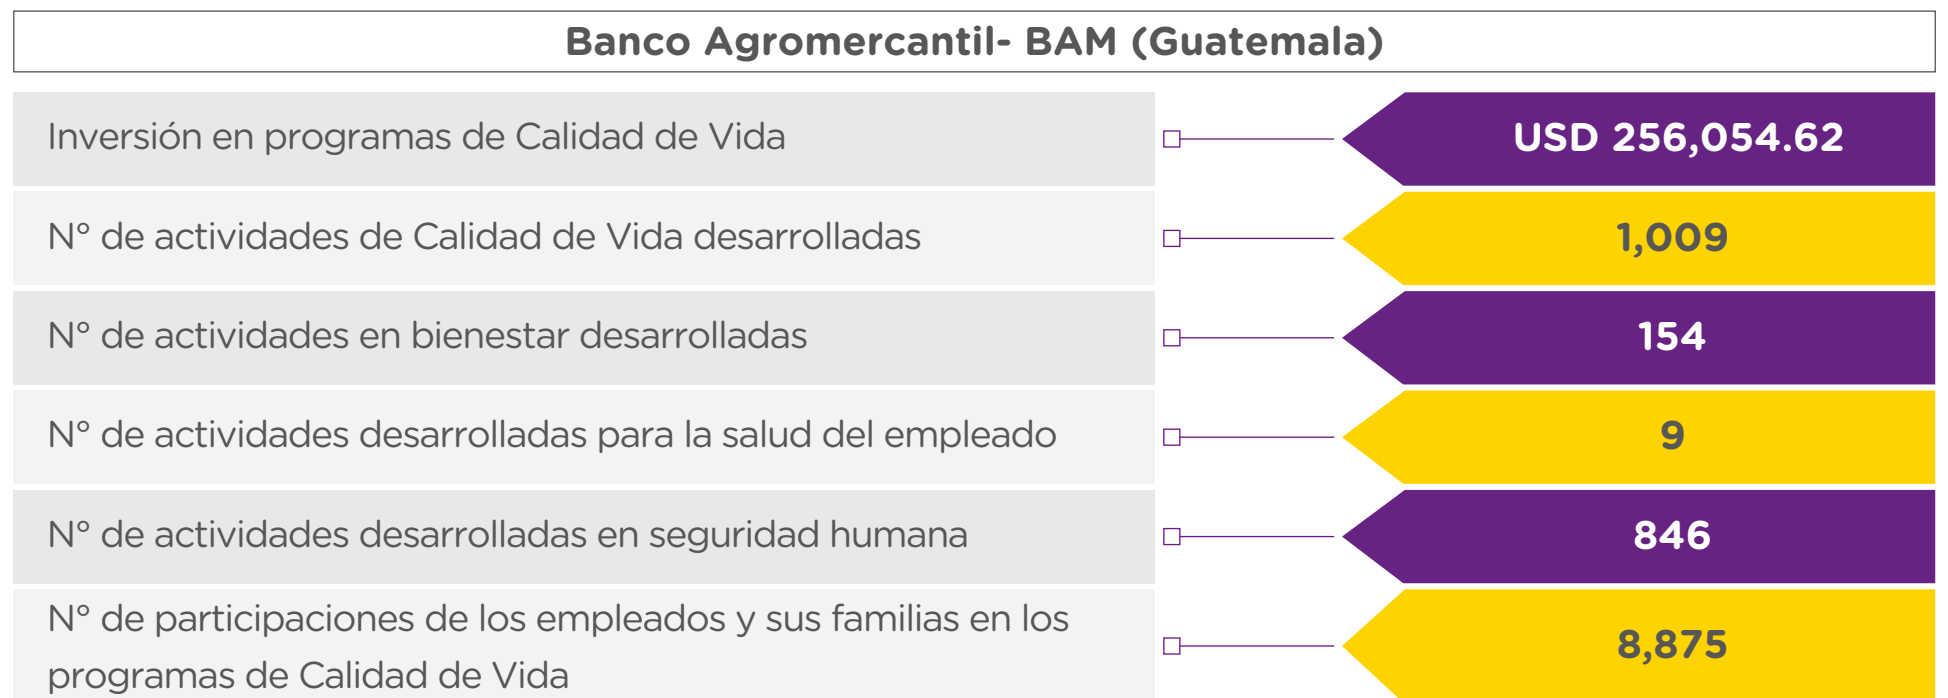 Banco Agromercantil- BAM (Guatemala)
Inversión en programas de Calidad de Vida
USD 256,054.62
N° de actividades de Calidad de Vida desarrolladas
1,009
N° de actividades en bienestar desarrolladas
154
N° de actividades desarrolladas para la salud del empleado
9
N° de actividades desarrolladas en seguridad humana
846
N° de participaciones de los empleados y sus familias en los
programas de Calidad de Vida
8,875